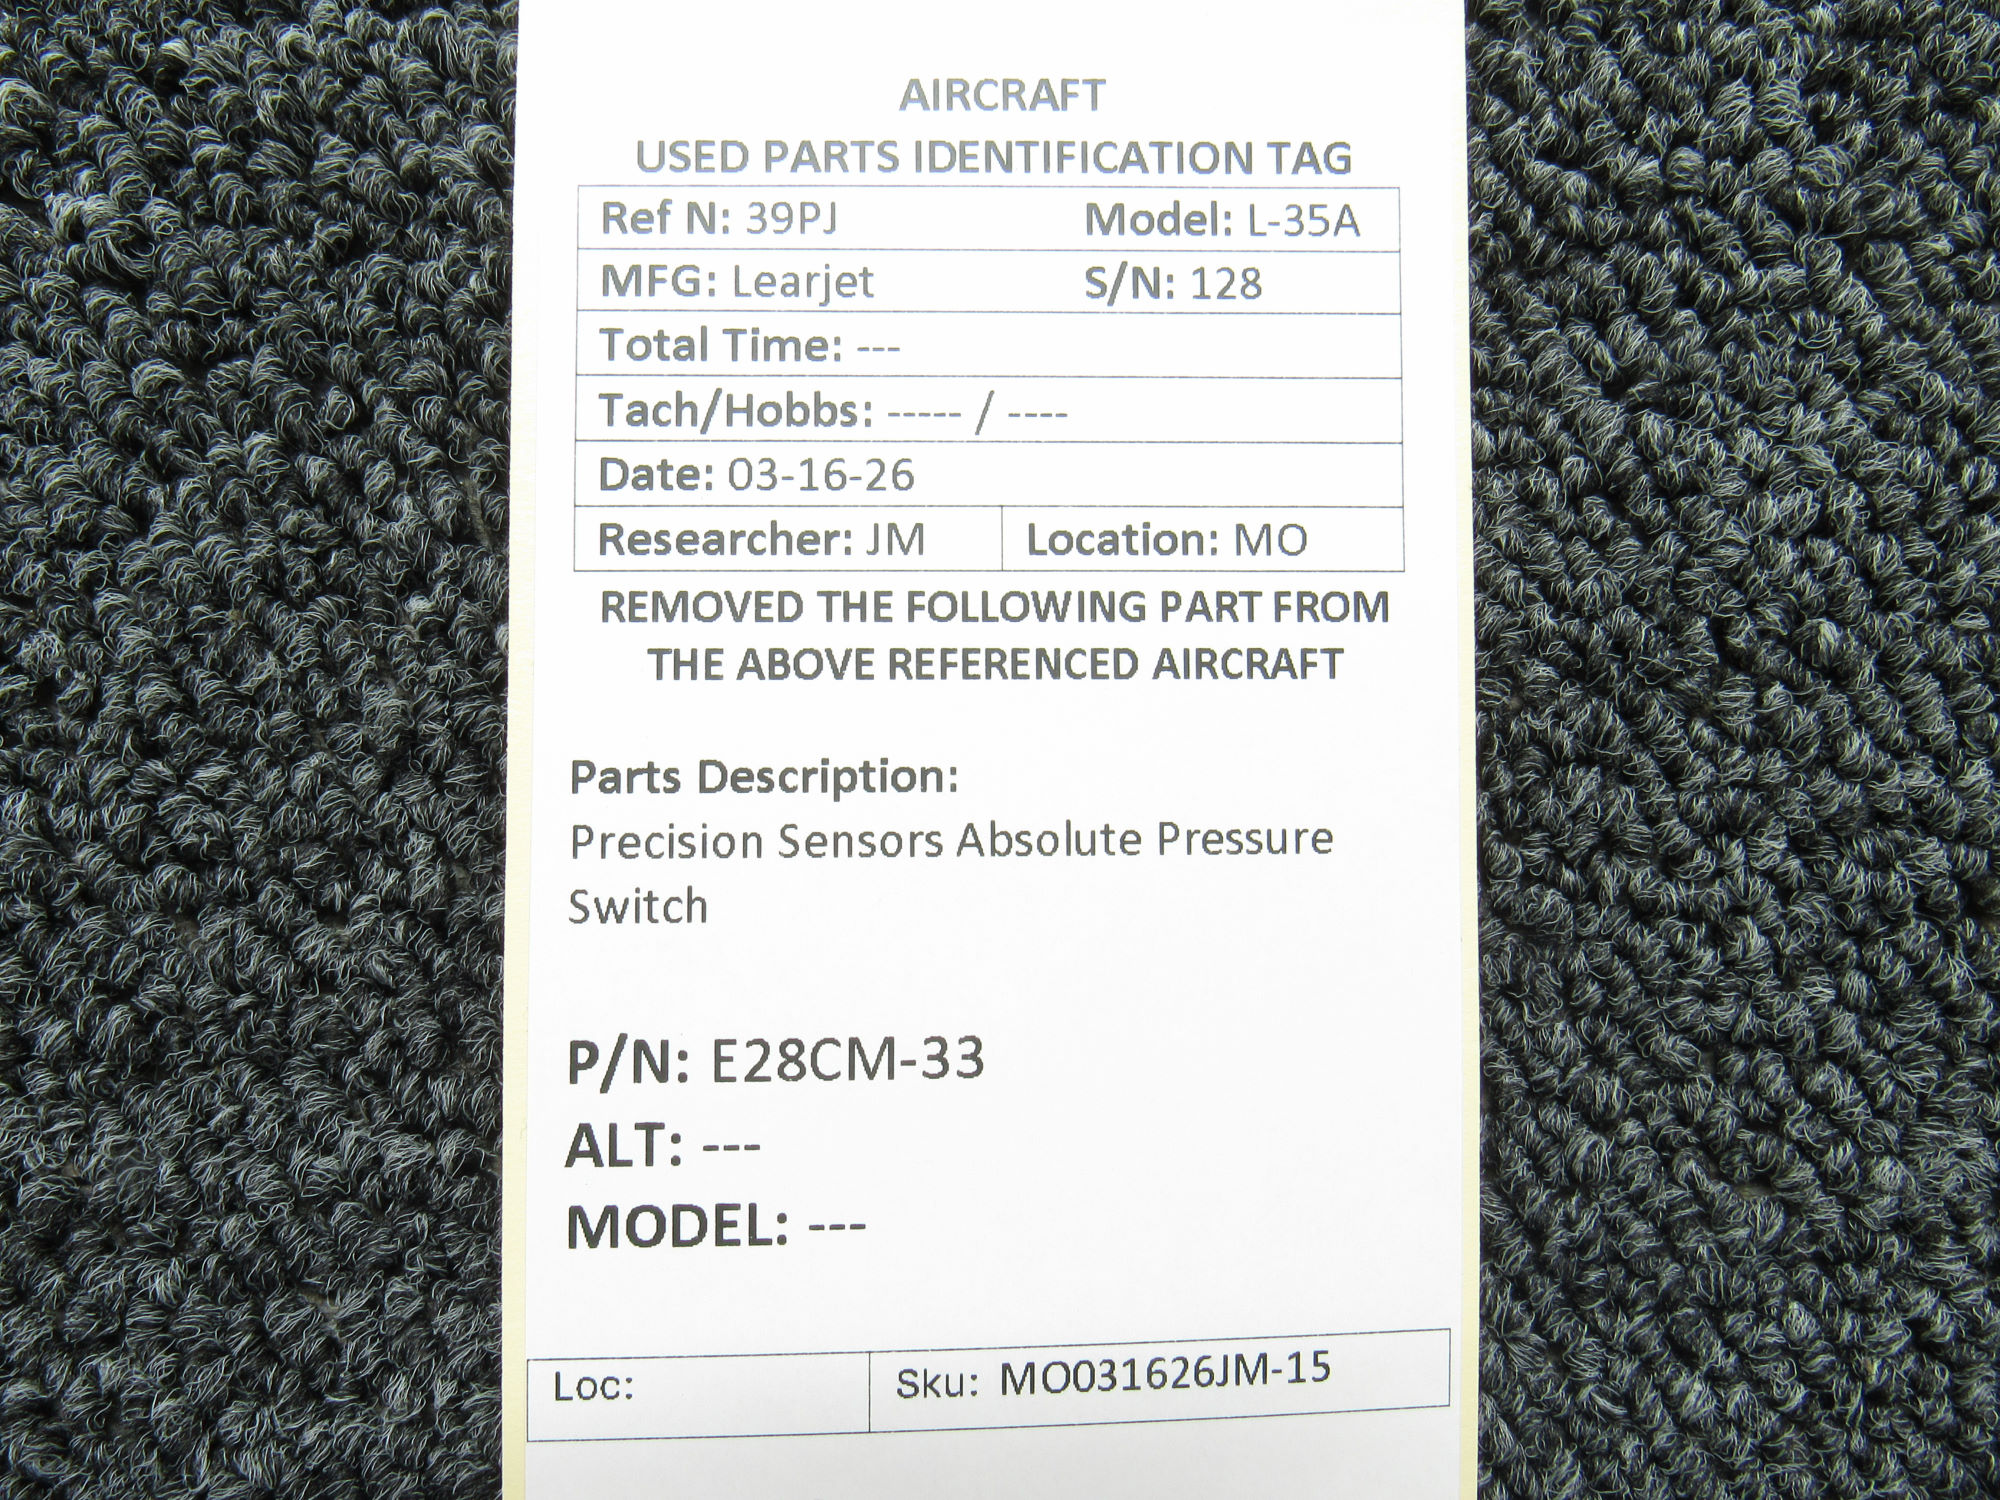 AIRCRAFT
USED PARTS IDENTIFICATION TAG
Ref N: 39PJ Model: L-35A
MFG: Learjet S/N: 128
Total Time: ---
Tach/Hobbs: ----- / ----
Date: 03-16-26
Researcher: JM Location: MO
REMOVED THE FOLLOWING PART FROM
THE ABOVE REFERENCED AIRCRAFT
Parts Description:
Precision Sensors Absolute Pressure
Switch
P/N: E28CM-33
ALT: ---
MODEL: ---
Loc: Sku: MO031626JM-15